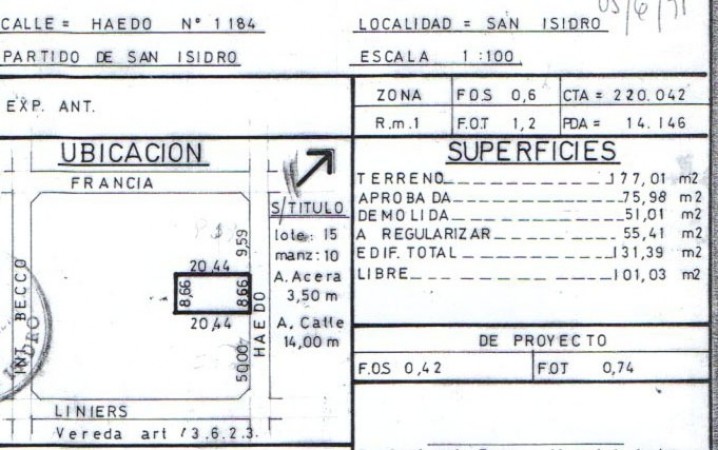 CALLE = HAEDO Nº 1184
LOCALIDAD = SAN ISIDRO
PARTIDO DE SAN ISIDRO
ESCALA 1:100
EXP. ANT.
ZONA F.O.S 0,6 CTA = 220.042
R.m.1 F.O.T 1,2 PDA = 14.146
UBICACION
FRANCIA
S/TITULO
lote: 15
manz: 10
A. Acera
3,50 m
A. Calle
14,00 m
9,59
20,44
8,66
8,66
20,44
50,00
HAEDO
INT. BECCO
LINIERS
Vereda art 13.6.2.3.
SUPERFICIES
TERRENO 177,01 m2
APROBADA 75,98 m2
DEMOLIDA 51,01 m2
A REGULARIZAR 55,41 m2
EDIF. TOTAL 131,39 m2
LIBRE 101,03 m2
DE PROYECTO
F.O.S 0,42 FOT 0,74